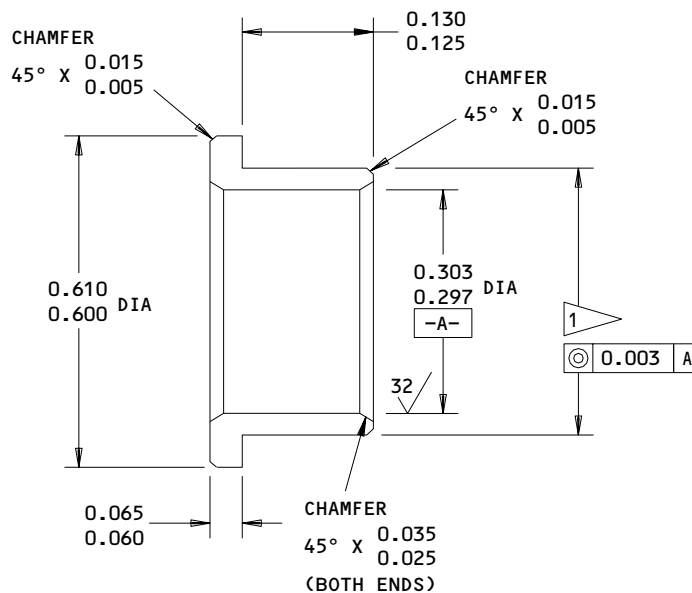 0.130
0.125
CHAMFER
45° X 0.015
0.005
CHAMFER
45° X 0.015
0.005
0.610
0.600 DIA
0.303
0.297 DIA
-A-
1
0.003 A
32
0.065
0.060
CHAMFER
45° X 0.035
0.025
(BOTH ENDS)